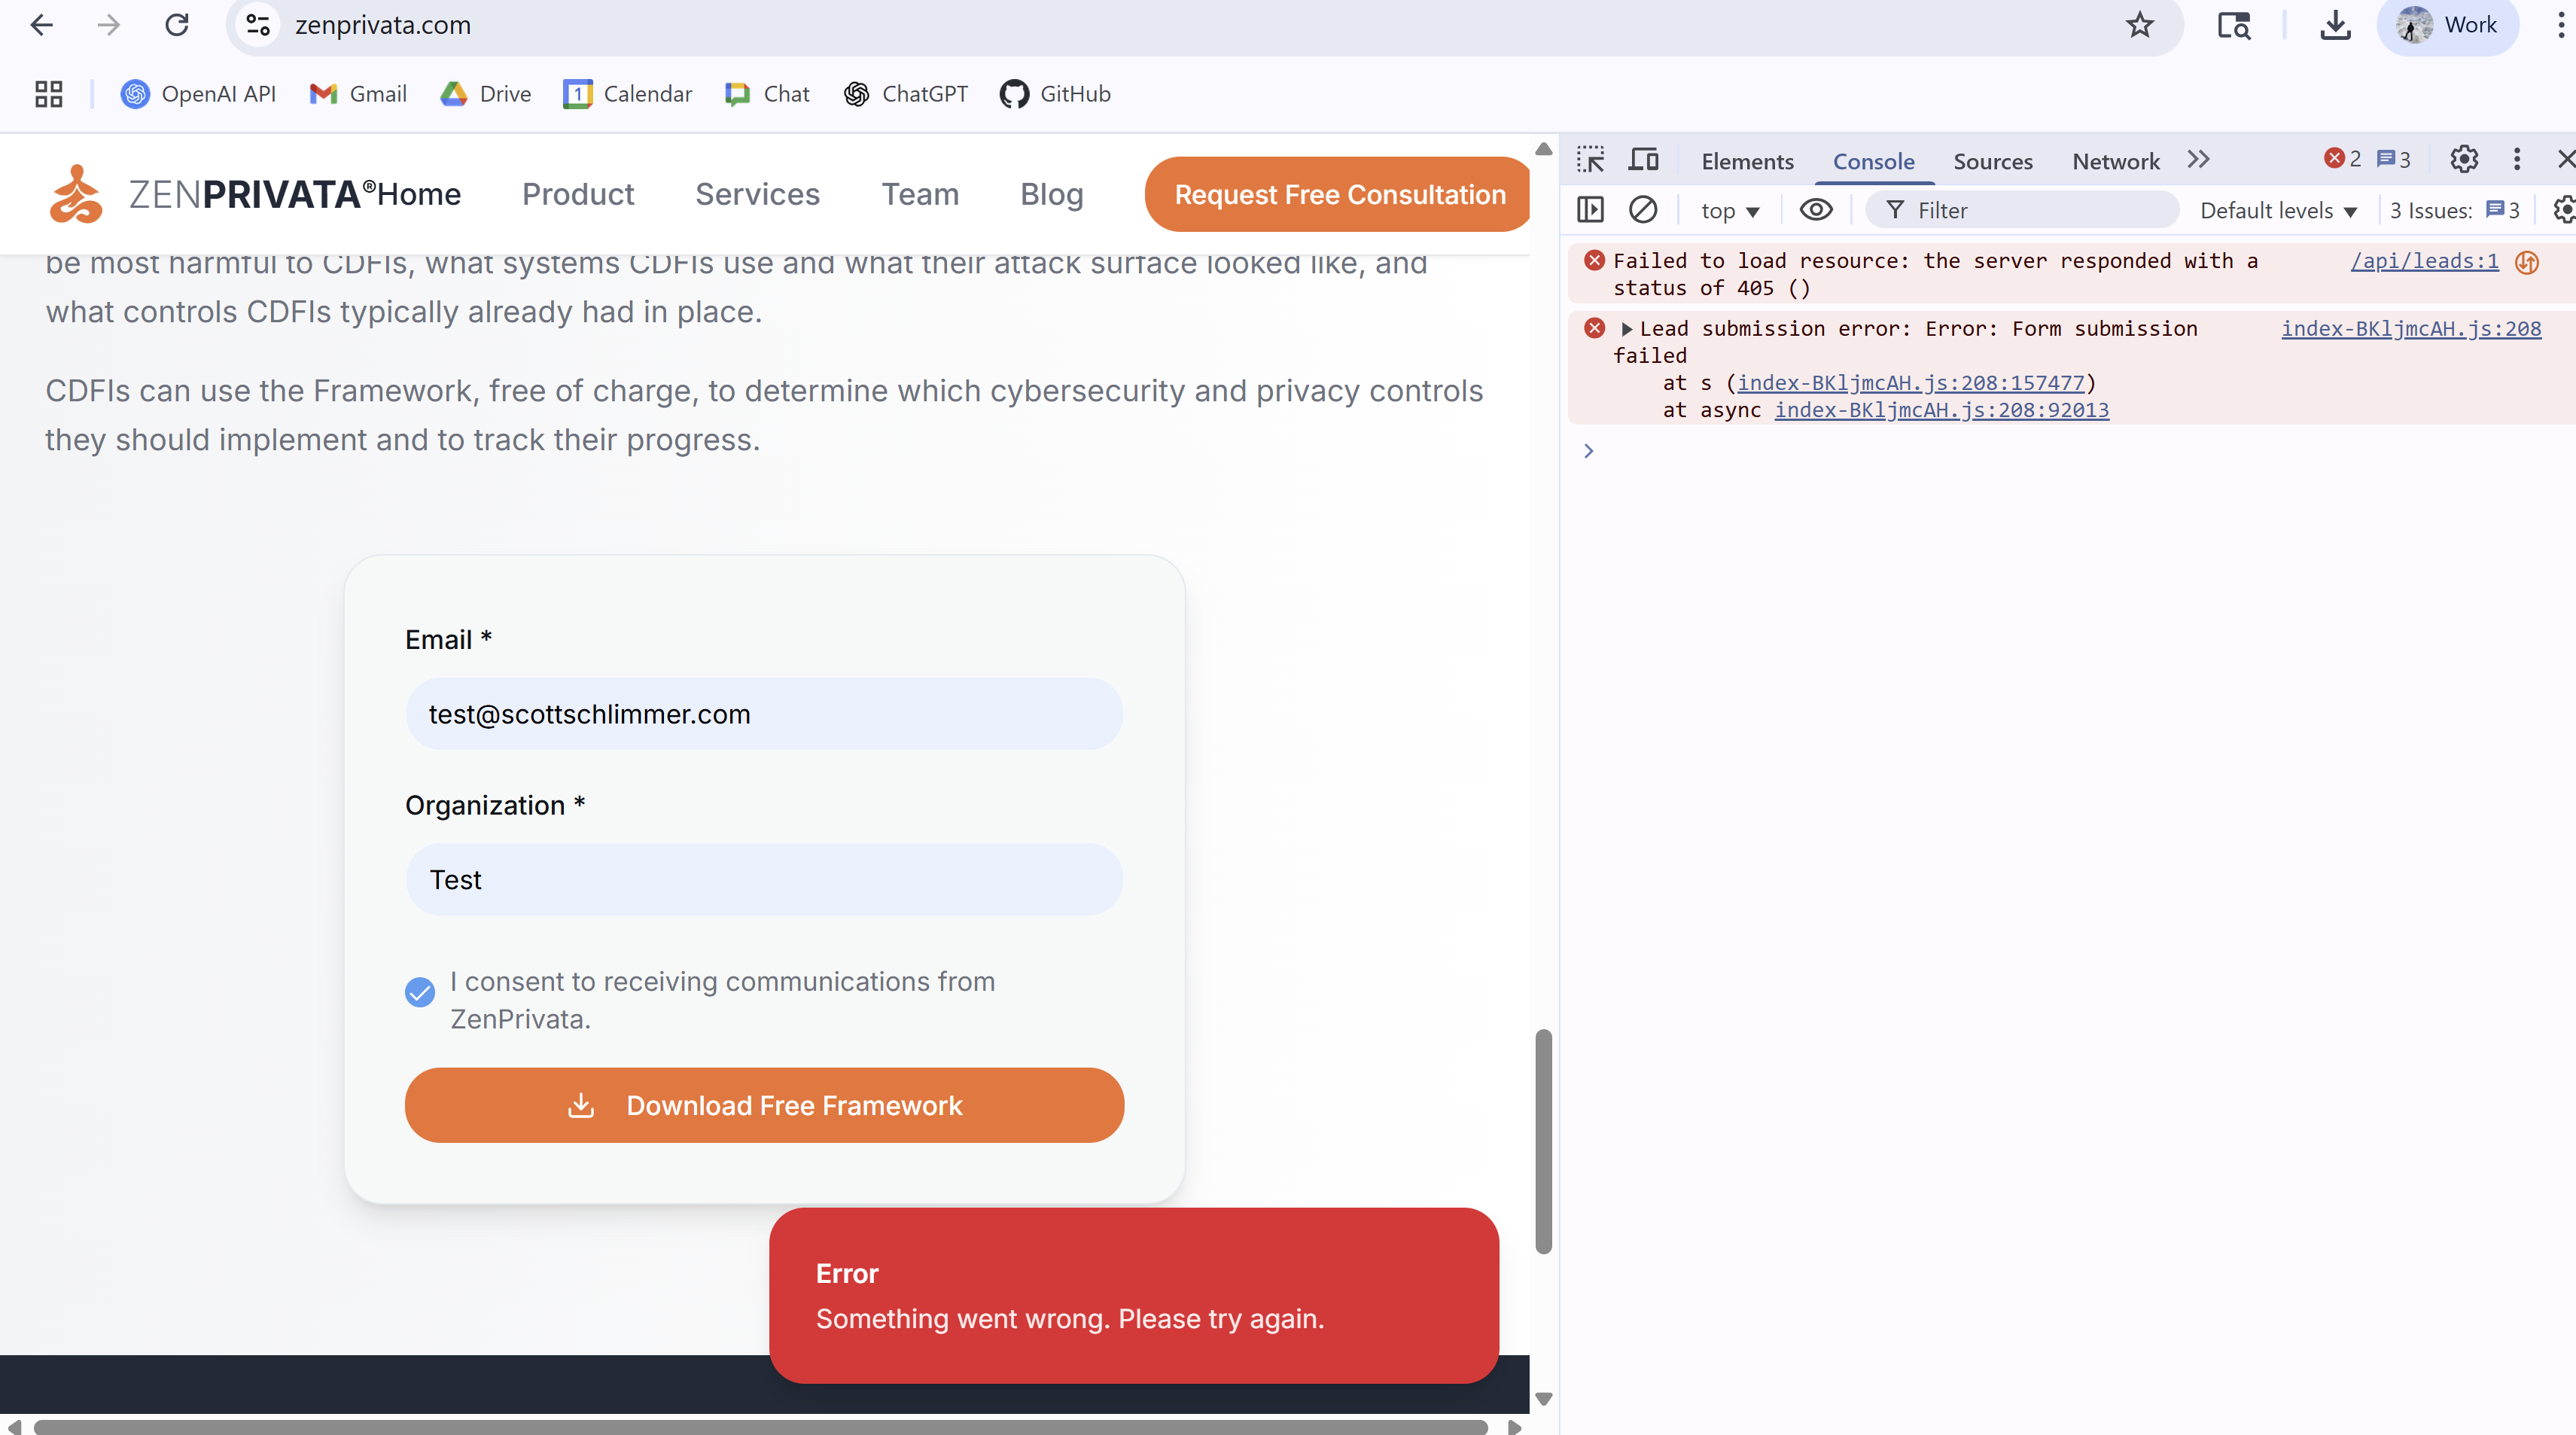 zenprivata.com
Work
OpenAI API
Gmail
Drive
1
Calendar
Chat
ChatGPT
GitHub
ZENPRIVATA®
Home
Product
Services
Team
Blog
Request Free Consultation
be most harmful to CDFIs, what systems CDFIs use and what their attack surface looked like, and
what controls CDFIs typically already had in place.
CDFIs can use the Framework, free of charge, to determine which cybersecurity and privacy controls
they should implement and to track their progress.
Email *
test@scottschlimmer.com
Organization *
Test
I consent to receiving communications from
ZenPrivata.
Download Free Framework
Error
Something went wrong. Please try again.
Elements
Console
Sources
Network
2
3
top
Filter
Default levels
3 Issues:
3
Failed to load resource: the server responded with a /api/leads:1
status of 405 ()
Lead submission error: Error: Form submission index-BKljmcAH.js:208
failed
at s (index-BKljmcAH.js:208:157477)
at async index-BKljmcAH.js:208:92013